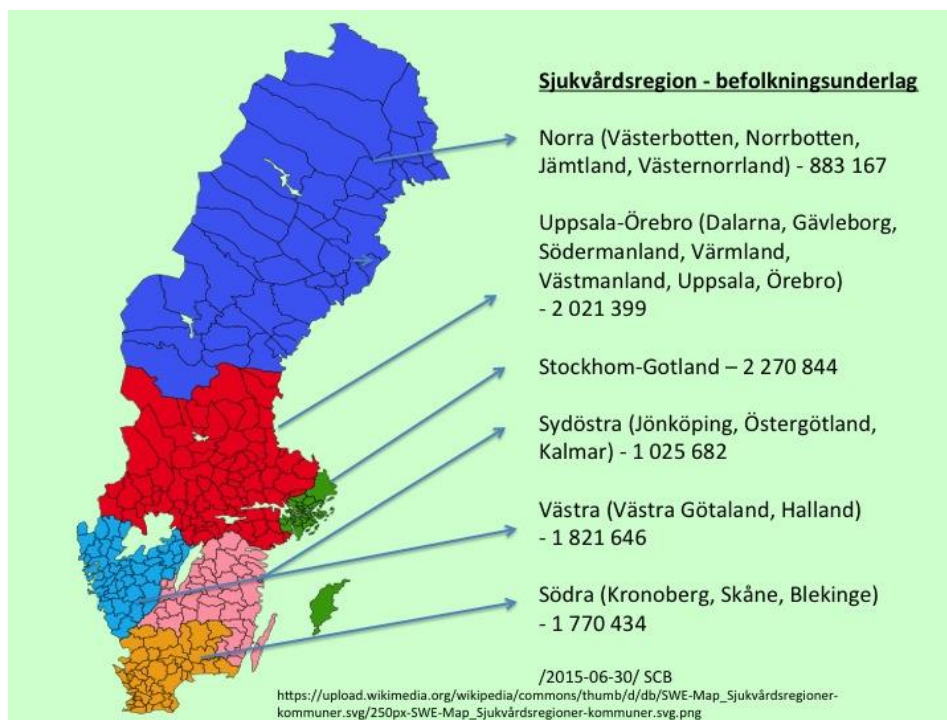 Sjukvårdsregion - befolkningsunderlag
Norra (Västerbotten, Norrbotten,
Jämtland, Västernorrland) - 883 167
Uppsala-Örebro (Dalarna, Gävleborg,
Södermanland, Värmland,
Västmanland, Uppsala, Örebro)
- 2 021 399
Stockhom-Gotland – 2 270 844
Sydöstra (Jönköping, Östergötland,
Kalmar) - 1 025 682
Västra (Västra Götaland, Halland)
- 1 821 646
Södra (Kronoberg, Skåne, Blekinge)
- 1 770 434
/2015-06-30/ SCB
https://upload.wikimedia.org/wikipedia/commons/thumb/d/db/SWE-Map_Sjukvårdsregioner-
kommuner.svg/250px-SWE-Map_Sjukvårdsregioner-kommuner.svg.png